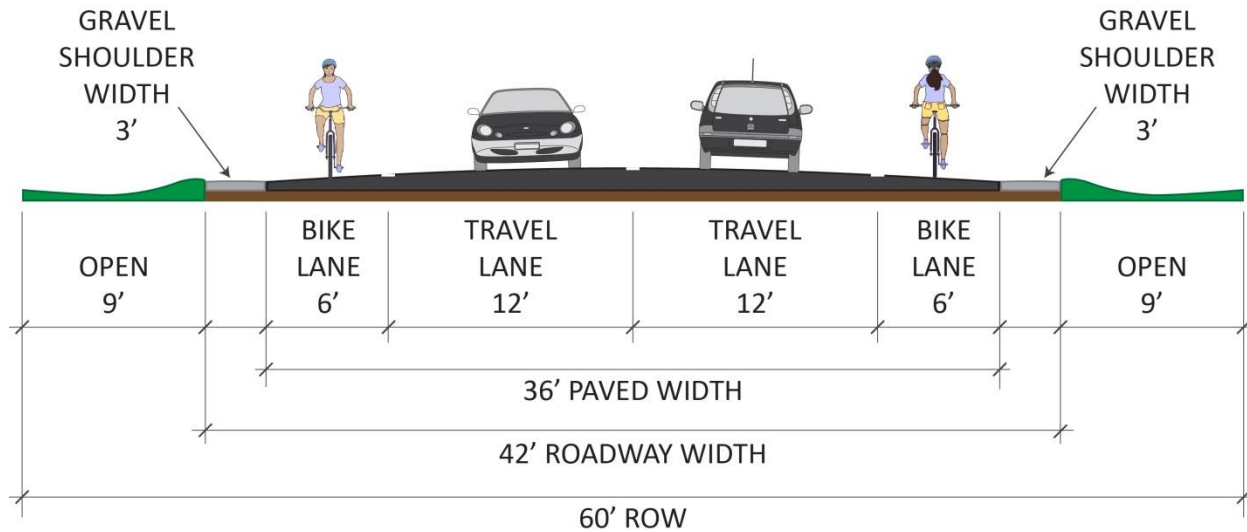 GRAVEL
SHOULDER
WIDTH
3’
GRAVEL
SHOULDER
WIDTH
3’
OPEN
9’
BIKE
LANE
6’
TRAVEL
LANE
12’
TRAVEL
LANE
12’
BIKE
LANE
6’
OPEN
9’
36’ PAVED WIDTH
42’ ROADWAY WIDTH
60’ ROW